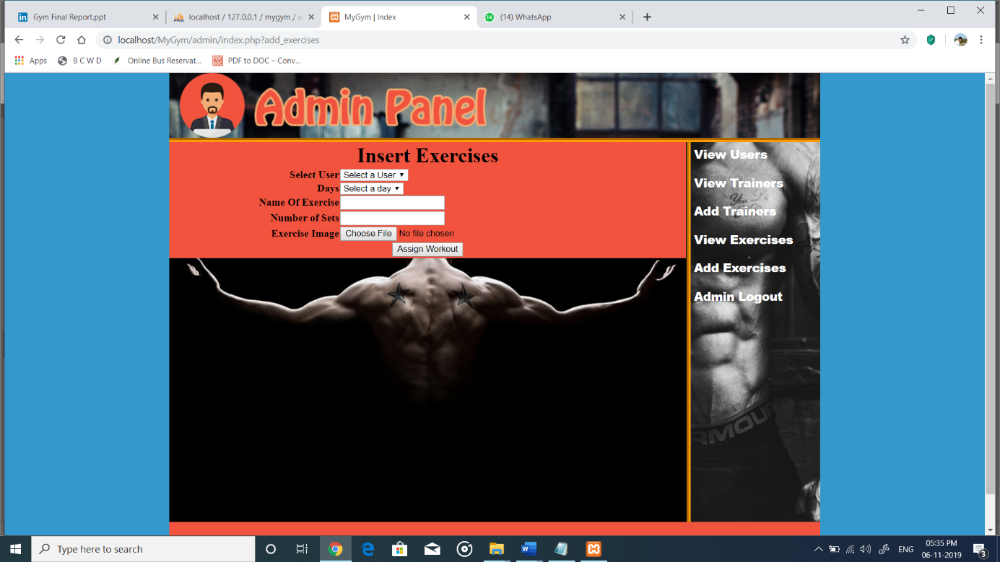 Gym Final Report.ppt
localhost / 127.0.0.1 / mygym / a
MyGym | Index
14 (14) WhatsApp
localhost/MyGym/admin/index.php?add_exercises
Apps B C W D Online Bus Reservat... PDF DOC PDF to DOC – Conv...
Admin Panel
Insert Exercises
Select User Select a User
Days Select a day
Name Of Exercise
Number of Sets
Exercise Image Choose File No file chosen
Assign Workout
View Users
View Trainers
Add Trainers
View Exercises
Add Exercises
Admin Logout
ARMOUR
Type here to search
ENG
05:35 PM
06-11-2019
3